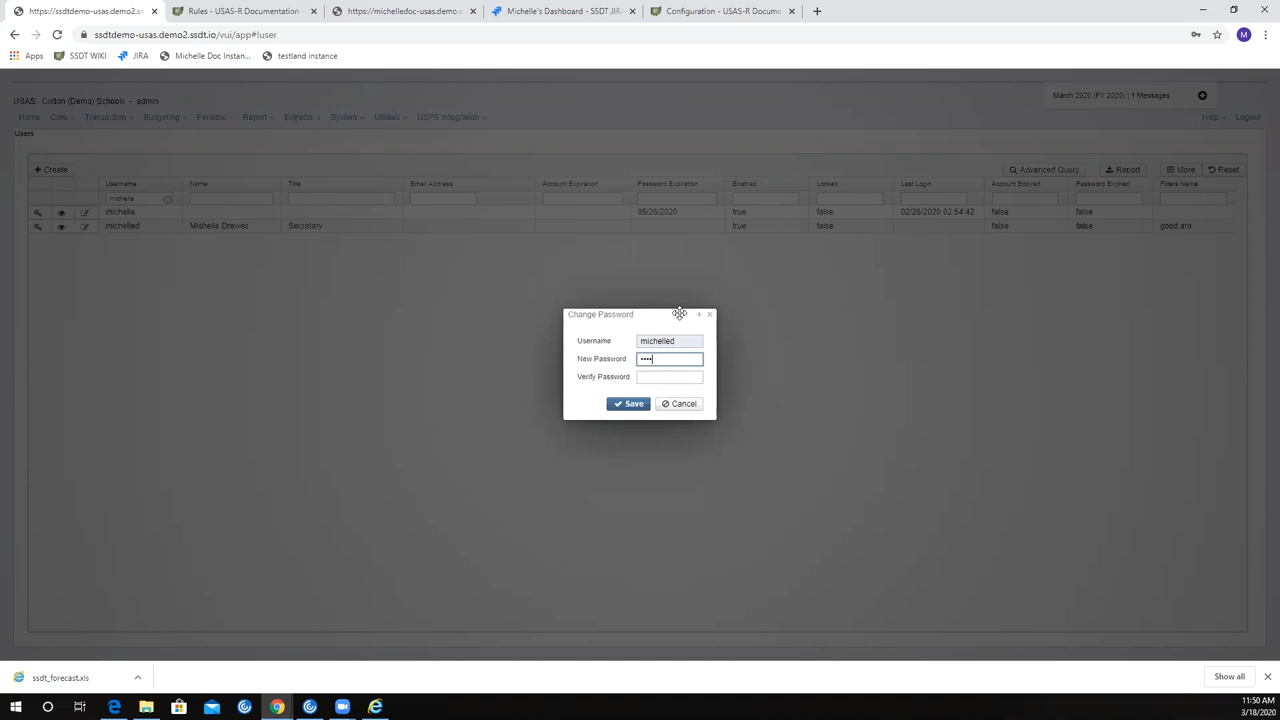 https://ssdtdemo-usas.demo2.ss
Rules - USAS-R Documentation -
https://michelledoc-usas.demo.
Michelle's Dashboard - SSDT JIR
Configuration - USAS-R Docume
ssdtdemo-usas.demo2.ssdt.io/vui/app#!user
M
Apps SSDT WIKI JIRA Michelle Doc Instan... testland instance
USAS: Cotton (Demo) Schools - admin
March 2020 (FY 2020) | 1 Messages
Home Core Transaction Budgeting Periodic Report Extracts System Utilities USPS Integration Help Logout
Users
+ Create Advanced Query Report More Reset
Username Name Title Email Address Account Expiration Password Expiration Enabled Locked Last Login Account Expired Password Expired Filters Name
michelle
michelle 05/26/2020 true false 02/26/2020 02:54:42 false false
michelled Michelle Drewes Secretary true false false false good are
Change Password
Username michelled
New Password ••••
Verify Password
Save Cancel
ssdt_forecast.xls
Show all
11:50 AM
3/18/2020